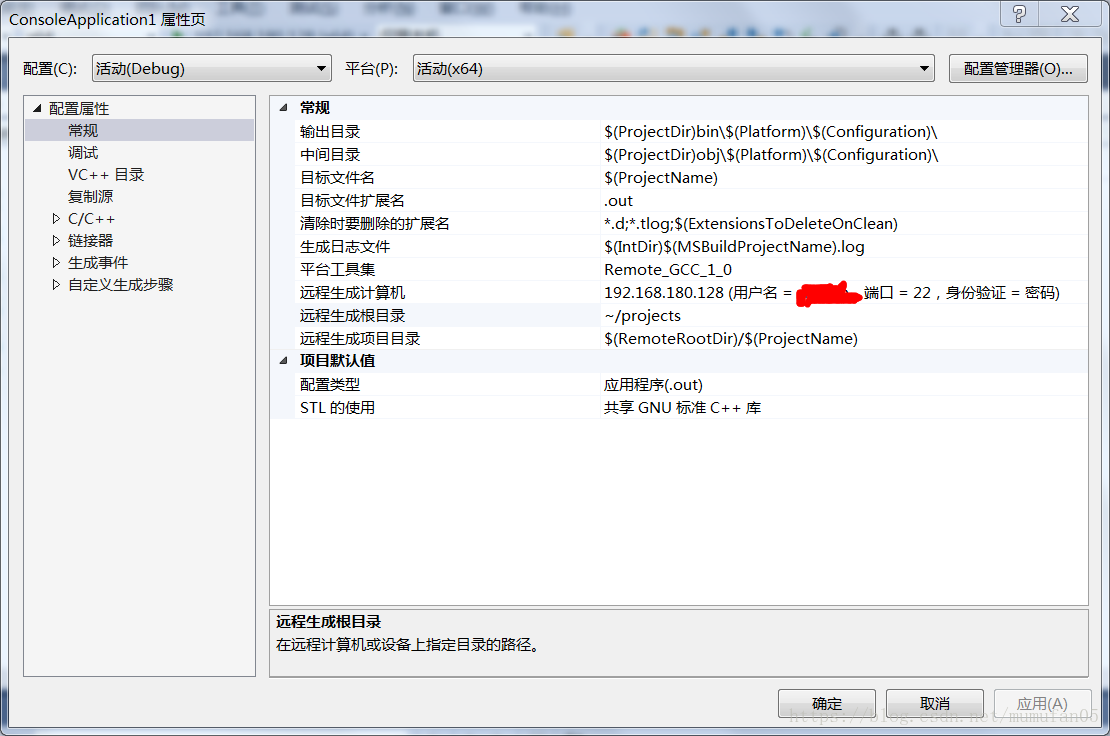 ConsoleApplication1 属性页
配置(C): 活动(Debug) 平台(P): 活动(x64) 配置管理器(O)...
配置属性
常规
调试
VC++ 目录
复制源
C/C++
链接器
生成事件
自定义生成步骤
常规
输出目录 $(ProjectDir)bin\$(Platform)\$(Configuration)\
中间目录 $(ProjectDir)obj\$(Platform)\$(Configuration)\
目标文件名 $(ProjectName)
目标文件扩展名 .out
清除时要删除的扩展名 *.d;*.tlog;$(ExtensionsToDeleteOnClean)
生成日志文件 $(IntDir)$(MSBuildProjectName).log
平台工具集 Remote_GCC_1_0
远程生成计算机 192.168.180.128 (用户名 = 端口 = 22，身份验证 = 密码)
远程生成根目录 ~/projects
远程生成项目目录 $(RemoteRootDir)/$(ProjectName)
项目默认值
配置类型 应用程序(.out)
STL 的使用 共享 GNU 标准 C++ 库
远程生成根目录
在远程计算机或设备上指定目录的路径。
确定 取消 应用(A)
https://blog.csdn.net/mumufan05